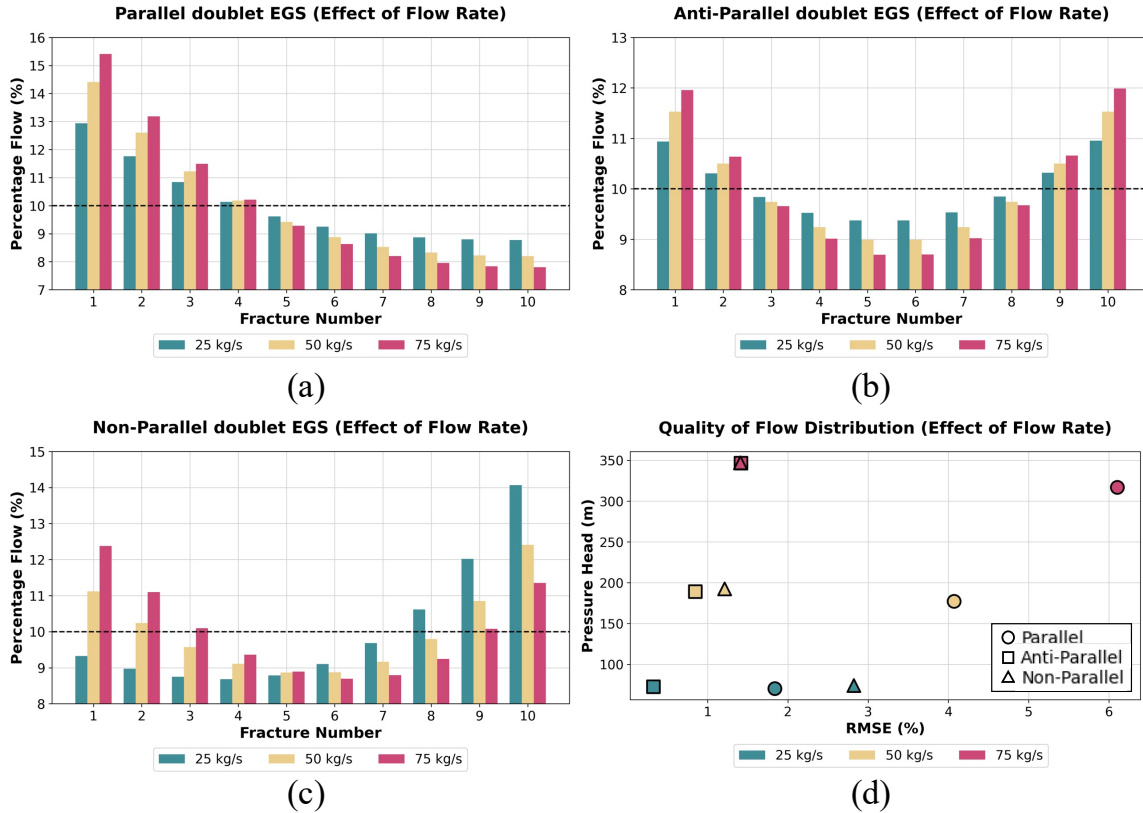 Parallel doublet EGS (Effect of Flow Rate)
Percentage Flow (%)
16
15
14
13
12
11
10
9
8
7
1 2 3 4 5 6 7 8 9 10
Fracture Number
25 kg/s 50 kg/s 75 kg/s
(a)
Anti-Parallel doublet EGS (Effect of Flow Rate)
Percentage Flow (%)
13
12
11
10
9
8
1 2 3 4 5 6 7 8 9 10
Fracture Number
25 kg/s 50 kg/s 75 kg/s
(b)
Non-Parallel doublet EGS (Effect of Flow Rate)
Percentage Flow (%)
15
14
13
12
11
10
9
8
1 2 3 4 5 6 7 8 9 10
Fracture Number
25 kg/s 50 kg/s 75 kg/s
(c)
Quality of Flow Distribution (Effect of Flow Rate)
Pressure Head (m)
350
300
250
200
150
100
Parallel
Anti-Parallel
Non-Parallel
1 2 3 4 5 6
RMSE (%)
25 kg/s 50 kg/s 75 kg/s
(d)